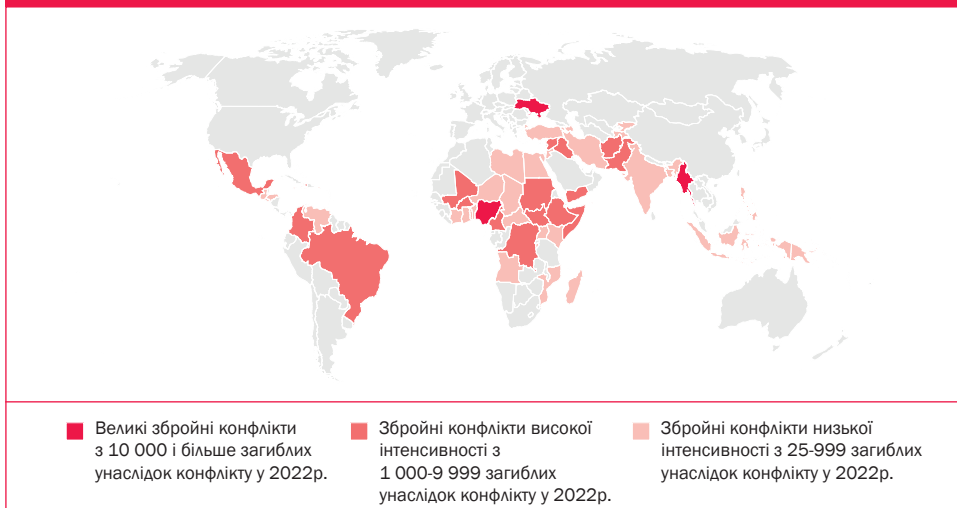 Великі збройні конфлікти
з 10 000 і більше загиблих
унаслідок конфлікту у 2022р.
Збройні конфлікти високої
інтенсивності з
1 000-9 999 загиблих
унаслідок конфлікту у 2022р.
Збройні конфлікти низької
інтенсивності з 25-999 загиблих
унаслідок конфлікту у 2022р.